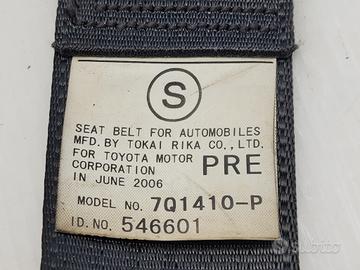 S
SEAT BELT FOR AUTOMOBILES
MFD. BY TOKAI RIKA CO., LTD.
FOR TOYOTA MOTOR
CORPORATION PRE
IN JUNE 2006
MODEL NO. 7Q1410-P
I.D. NO. 546601
subito